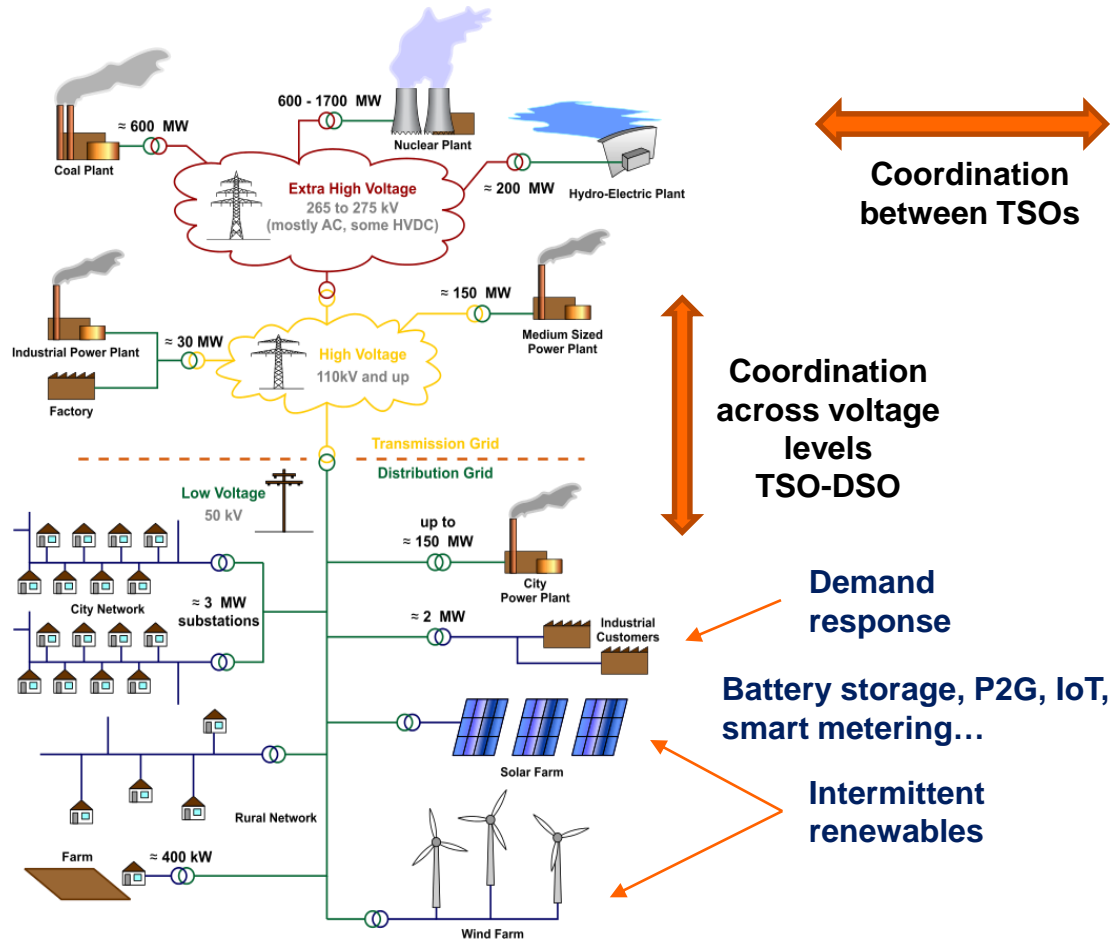 600 - 1700 MW
Nuclear Plant
≈ 600 MW
Coal Plant
≈ 200 MW
Hydro-Electric Plant
Extra High Voltage
265 to 275 kV
(mostly AC, some HVDC)
Coordination
between TSOs
≈ 150 MW
Medium Sized
Power Plant
Industrial Power Plant
≈ 30 MW
Factory
High Voltage
110kV and up
Coordination
across voltage
levels
TSO-DSO
Transmission Grid
Distribution Grid
Low Voltage
50 kV
up to
≈ 150 MW
City
Power Plant
City Network
≈ 3 MW
substations
≈ 2 MW
Industrial
Customers
Demand
response
Battery storage, P2G, IoT,
smart metering…
Solar Farm
Intermittent
renewables
Rural Network
Farm
≈ 400 kW
Wind Farm